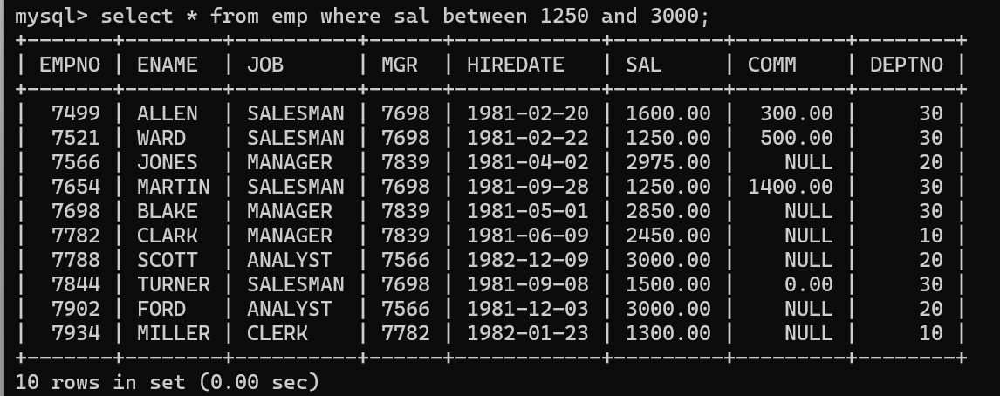 mysql> select * from emp where sal between 1250 and 3000;
+-------+--------+----------+------+------------+---------+---------+--------+
| EMPNO | ENAME  | JOB      | MGR  | HIREDATE   | SAL     | COMM    | DEPTNO |
+-------+--------+----------+------+------------+---------+---------+--------+
|  7499 | ALLEN  | SALESMAN | 7698 | 1981-02-20 | 1600.00 |  300.00 |     30 |
|  7521 | WARD   | SALESMAN | 7698 | 1981-02-22 | 1250.00 |  500.00 |     30 |
|  7566 | JONES  | MANAGER  | 7839 | 1981-04-02 | 2975.00 |    NULL |     20 |
|  7654 | MARTIN | SALESMAN | 7698 | 1981-09-28 | 1250.00 | 1400.00 |     30 |
|  7698 | BLAKE  | MANAGER  | 7839 | 1981-05-01 | 2850.00 |    NULL |     30 |
|  7782 | CLARK  | MANAGER  | 7839 | 1981-06-09 | 2450.00 |    NULL |     10 |
|  7788 | SCOTT  | ANALYST  | 7566 | 1982-12-09 | 3000.00 |    NULL |     20 |
|  7844 | TURNER | SALESMAN | 7698 | 1981-09-08 | 1500.00 |    0.00 |     30 |
|  7902 | FORD   | ANALYST  | 7566 | 1981-12-03 | 3000.00 |    NULL |     20 |
|  7934 | MILLER | CLERK    | 7782 | 1982-01-23 | 1300.00 |    NULL |     10 |
+-------+--------+----------+------+------------+---------+---------+--------+
10 rows in set (0.00 sec)